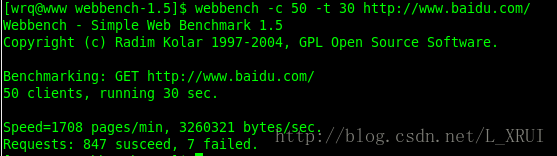 [wrq@www webbench-1.5]$ webbench -c 50 -t 30 http://www.baidu.com/
Webbench - Simple Web Benchmark 1.5
Copyright (c) Radim Kolar 1997-2004, GPL Open Source Software.
Benchmarking: GET http://www.baidu.com/
50 clients, running 30 sec.
Speed=1708 pages/min, 3260321 bytes/sec.
Requests: 847 susceed, 7 failed.
http://blog.csdn.net/L_XRUI